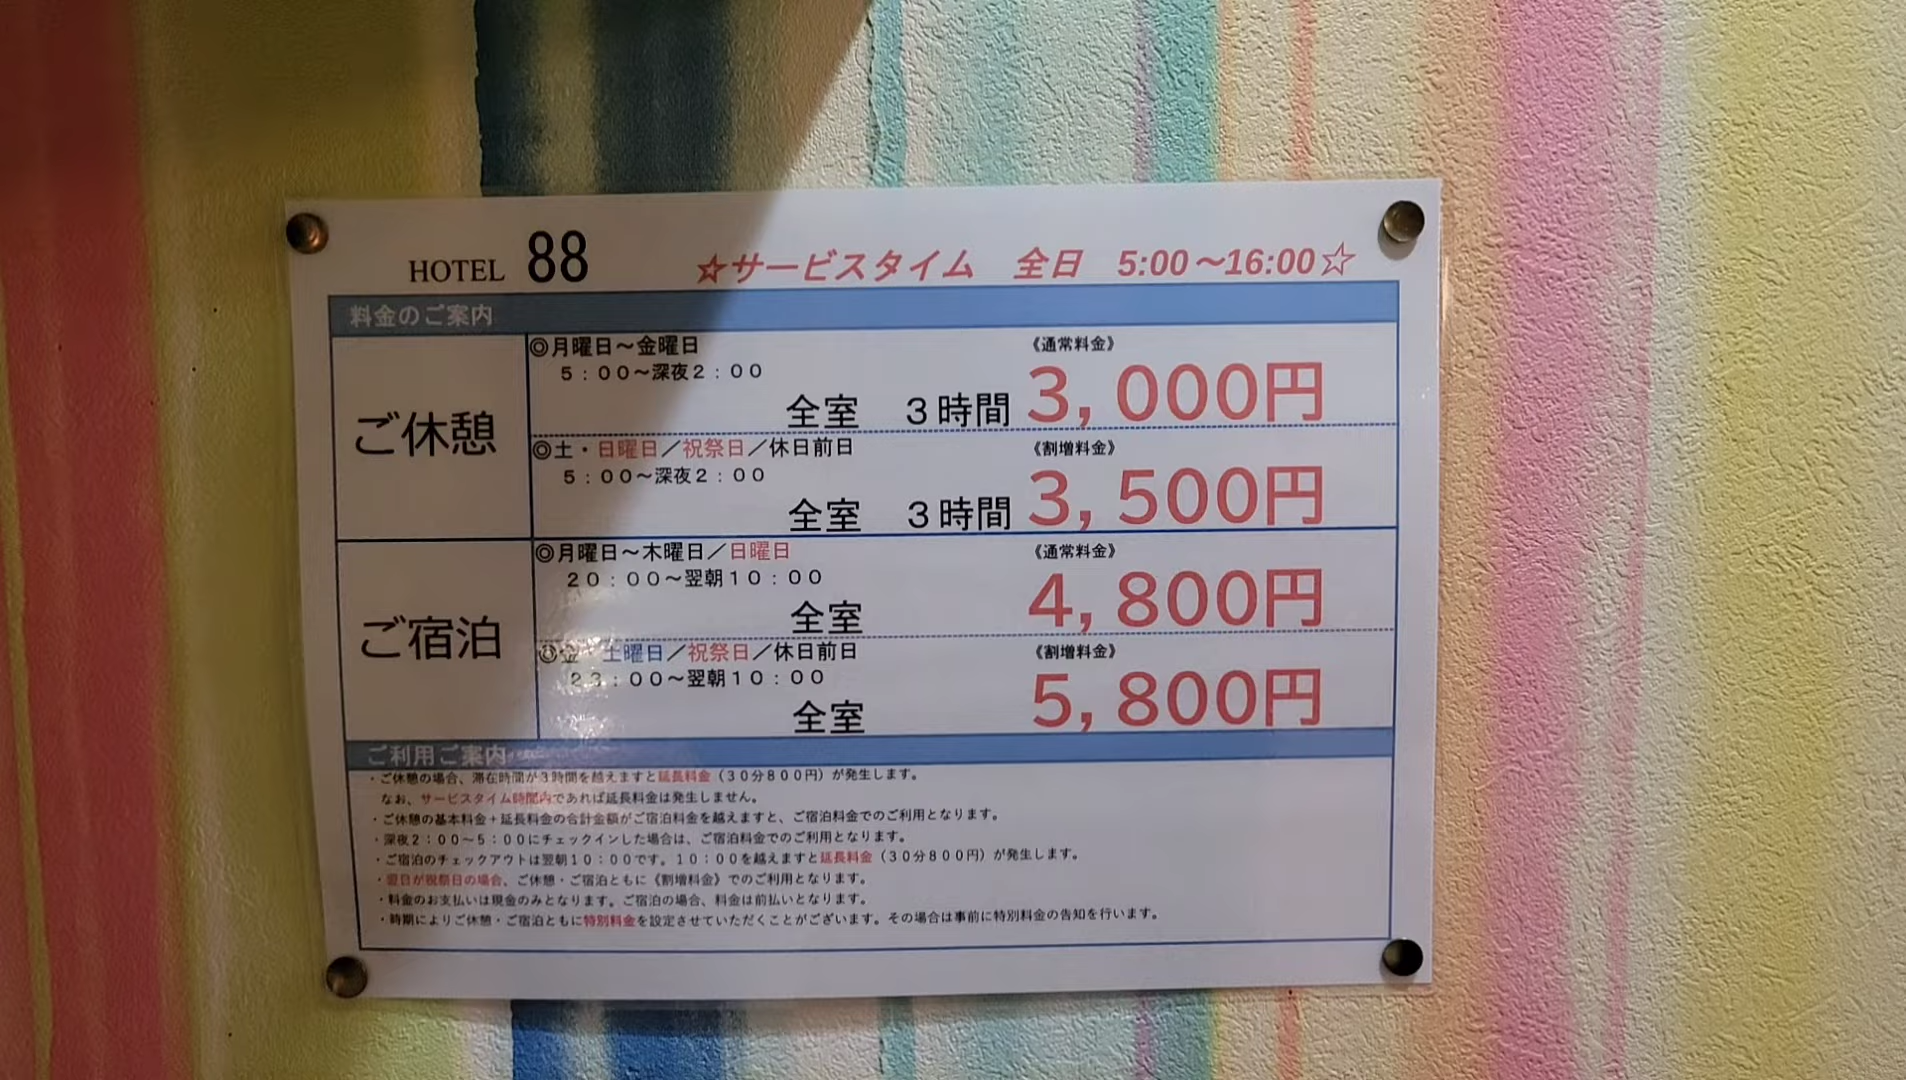 HOTEL 88 ☆サービスタイム 全日 5:00~16:00☆
料金のご案内
ご休憩
◎月曜日~金曜日 《通常料金》
5:00~深夜2:00
全室 3時間 3,000円
◎土・日曜日/祝祭日/休日前日 《割増料金》
5:00~深夜2:00
全室 3時間 3,500円
ご宿泊
◎月曜日~木曜日/日曜日 《通常料金》
20:00~翌朝10:00
全室 4,800円
◎金・土曜日/祝祭日/休日前日 《割増料金》
23:00~翌朝10:00
全室 5,800円
ご利用ご案内
・ご休憩の場合、滞在時間が3時間を越えますと延長料金(30分800円)が発生します。
なお、サービスタイム時間内であれば延長料金は発生しません。
・ご休憩の基本料金+延長料金の合計金額がご宿泊料金を越えますと、ご宿泊料金でのご利用となります。
・深夜2:00~5:00にチェックインした場合は、ご宿泊料金でのご利用となります。
・ご宿泊のチェックアウトは翌朝10:00です。10:00を越えますと延長料金(30分800円)が発生します。
・翌日が祝祭日の場合、ご休憩・ご宿泊ともに《割増料金》でのご利用となります。
・料金のお支払いは現金のみとなります。ご宿泊の場合、料金は前払いとなります。
・時期によりご休憩・ご宿泊ともに特別料金を設定させていただくことがございます。その場合は事前に特別料金の告知を行います。